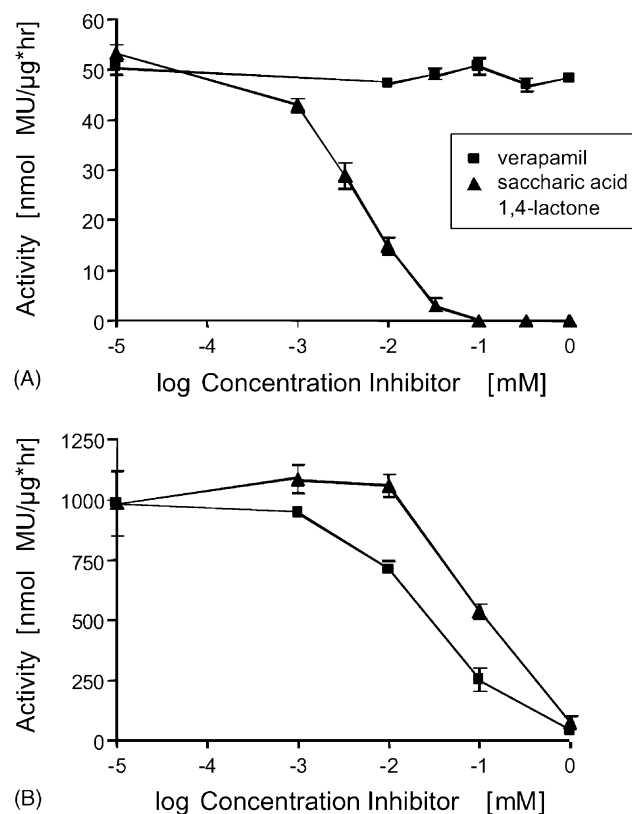 60
50
40
30
20
10
0
Activity [nmol MU/µg*hr]
verapamil
saccharic acid
1,4-lactone
-5 -4 -3 -2 -1 0
(A)
log Concentration Inhibitor [mM]
1250
1000
750
500
250
0
Activity [nmol MU/µg*hr]
-5 -4 -3 -2 -1 0
(B)
log Concentration Inhibitor [mM]